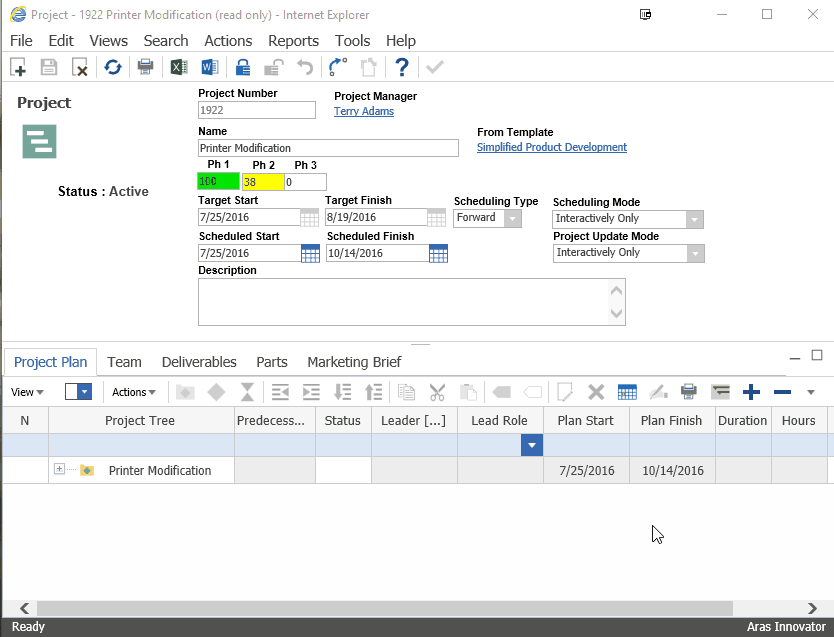 Project - 1922 Printer Modification (read only) - Internet Explorer
File Edit Views Search Actions Reports Tools Help
Project
Project Number
Project Manager
1922
Terry Adams
Name
From Template
Printer Modification
Simplified Product Development
Ph 1 Ph 2 Ph 3
100 38 0
Status : Active
Target Start Target Finish Scheduling Type Scheduling Mode
7/25/2016 8/19/2016 Forward Interactively Only
Scheduled Start Scheduled Finish Project Update Mode
7/25/2016 10/14/2016 Interactively Only
Description
Project Plan Team Deliverables Parts Marketing Brief
View Actions
N Project Tree Predecess... Status Leader [...] Lead Role Plan Start Plan Finish Duration Hours
Printer Modification 7/25/2016 10/14/2016
Ready Aras Innovator